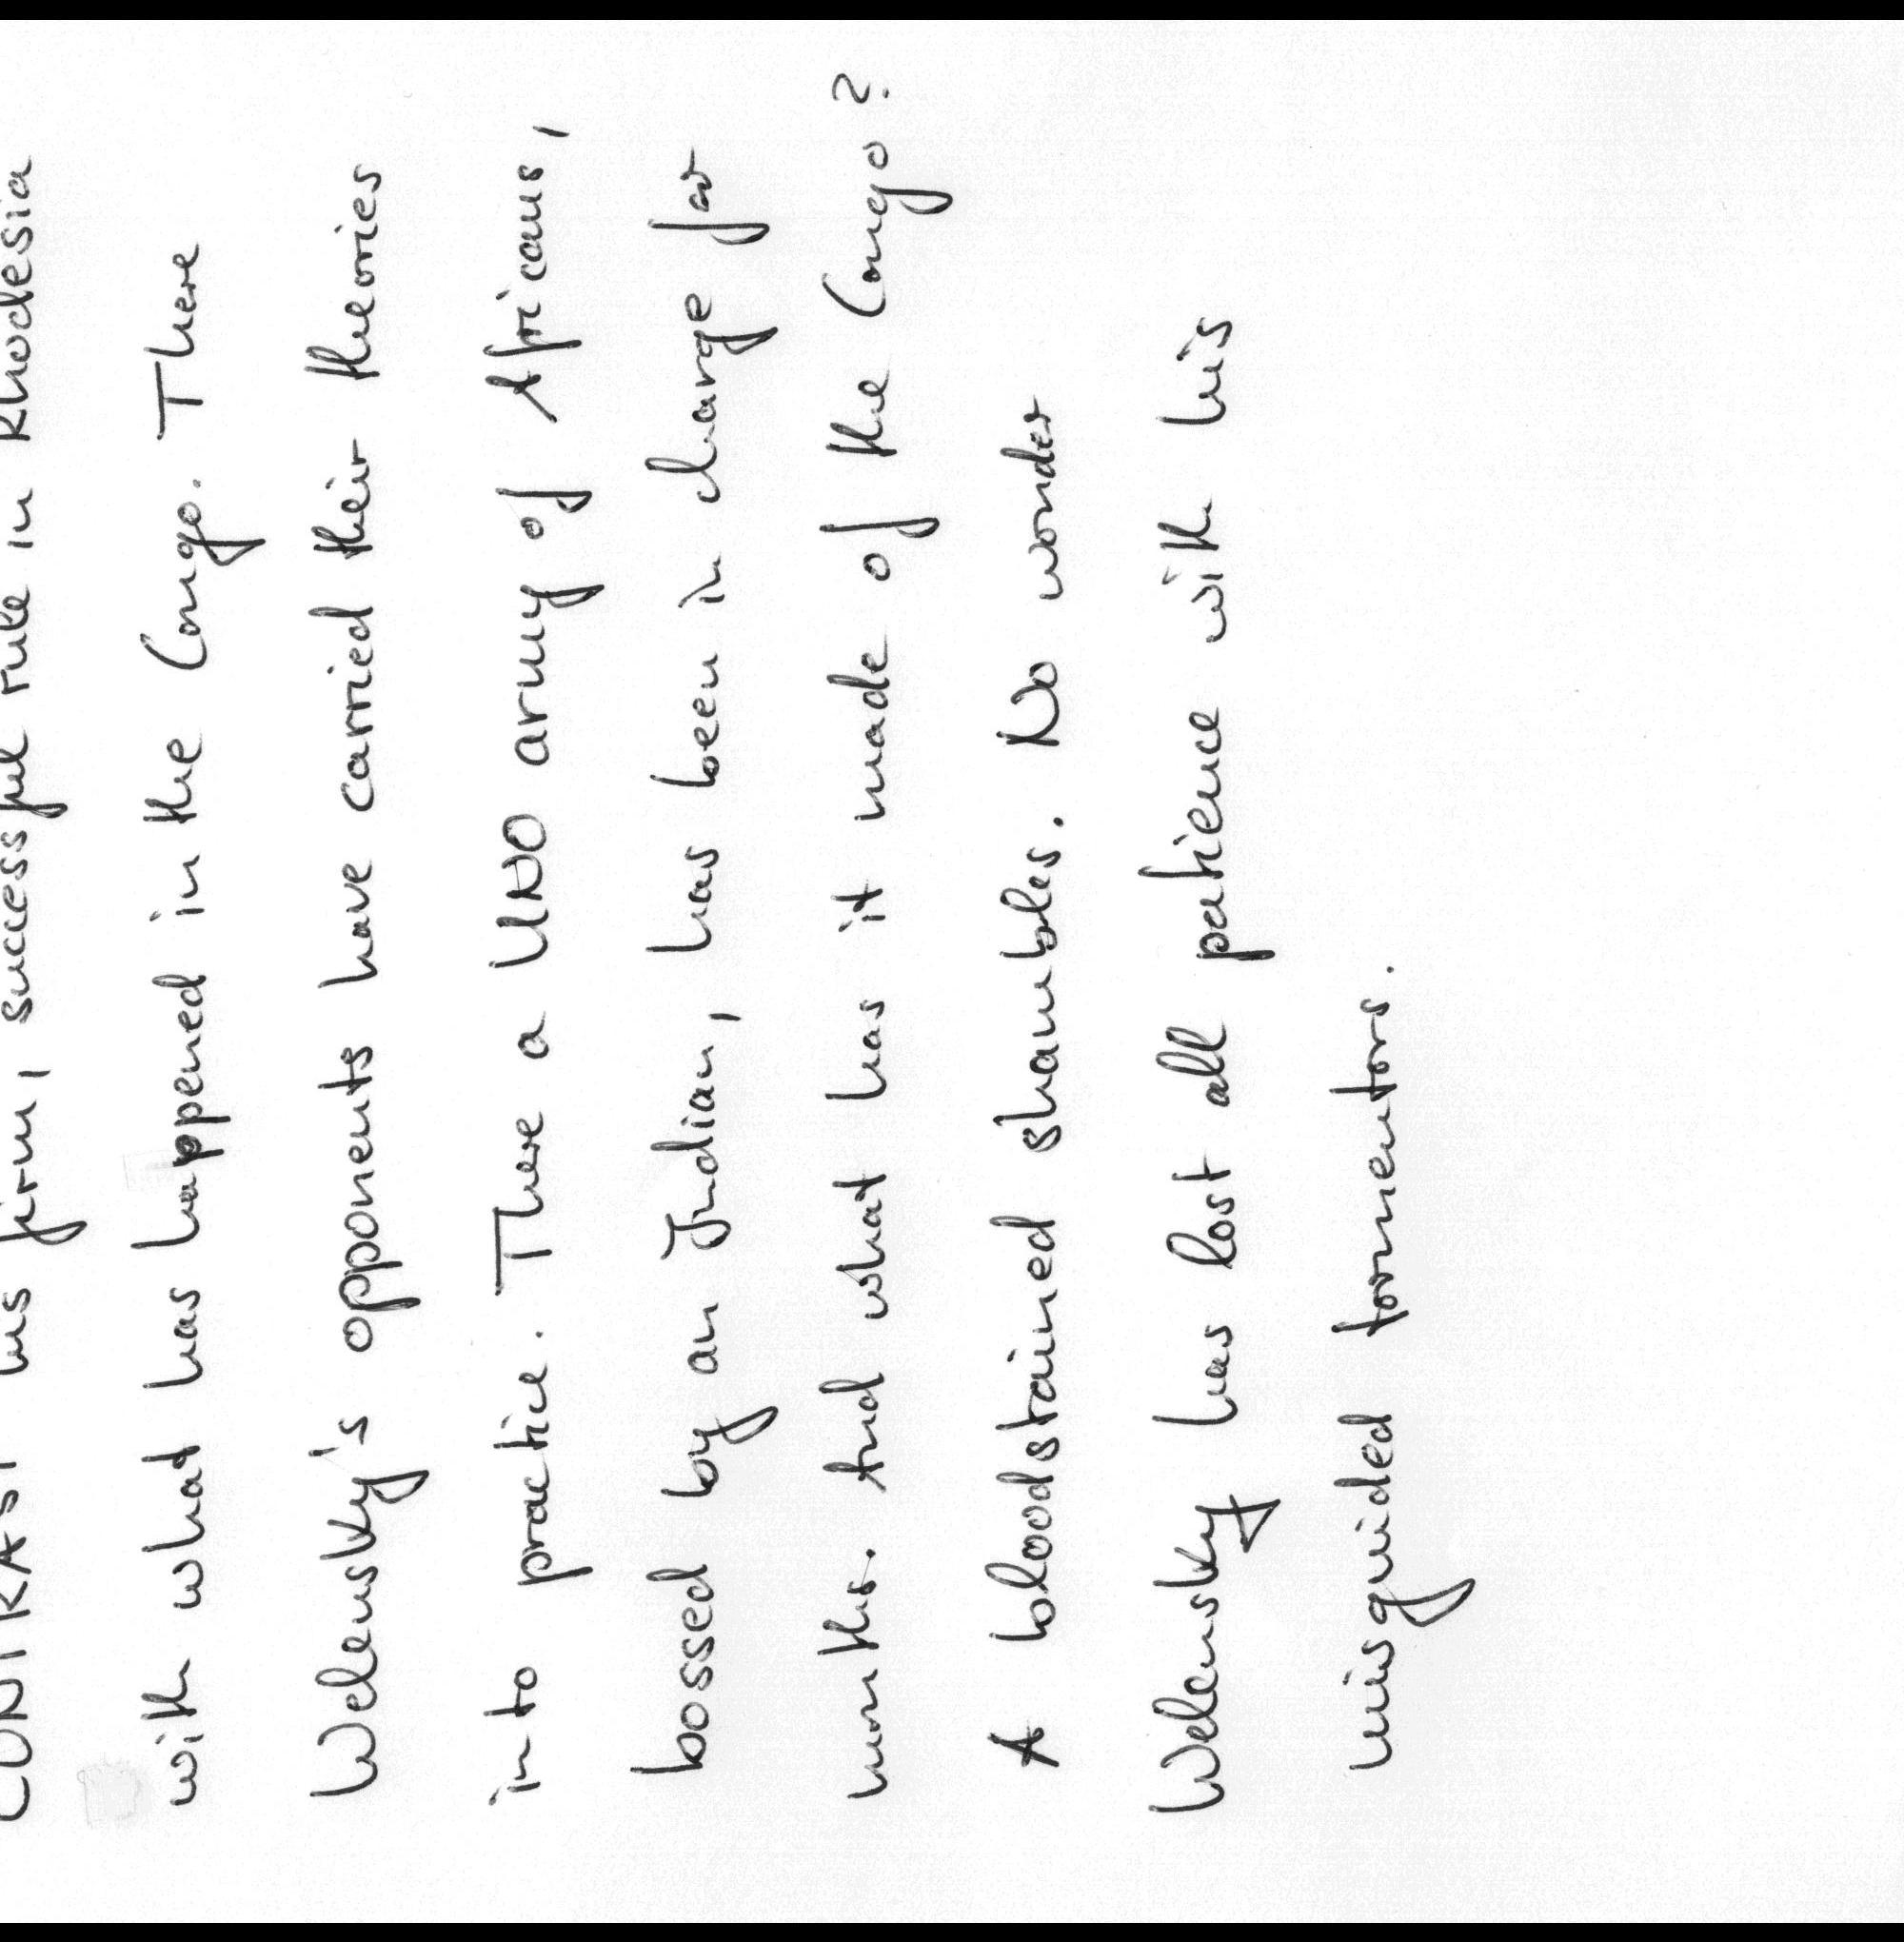 CONTRAST his firm, successful rule in Rhodesia
with what has happened in the Congo. There
Welensky's opponents have carried their theories
into practice. There a UNO army of Africans,
bossed by an Indian, has been in charge for
months. And what has it made of the Congo?
A bloodstained shambles. No wonder
Welensky has lost all patience with his
misguided tormentors.